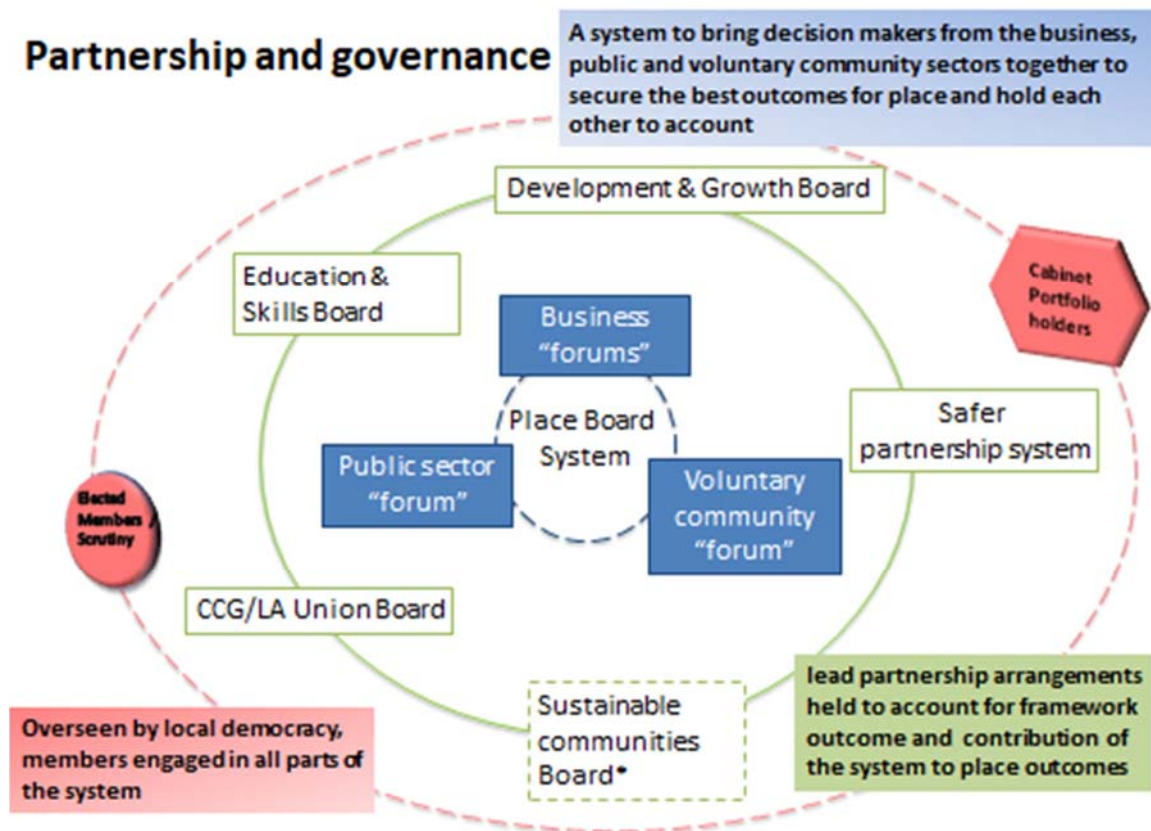 Partnership and governance
A system to bring decision makers from the business,
public and voluntary community sectors together to
secure the best outcomes for place and hold each
other to account
Development & Growth Board
Education &
Skills Board
Cabinet
Portfolio
holders
Business
“forums”
Place Board
System
Safer
partnership system
Public sector
“forum”
Voluntary
community
“forum”
Elected
Members /
Scrutiny
CCG/LA Union Board
Sustainable
communities
Board*
lead partnership arrangements
held to account for framework
outcome and contribution of
the system to place outcomes
Overseen by local democracy,
members engaged in all parts of
the system